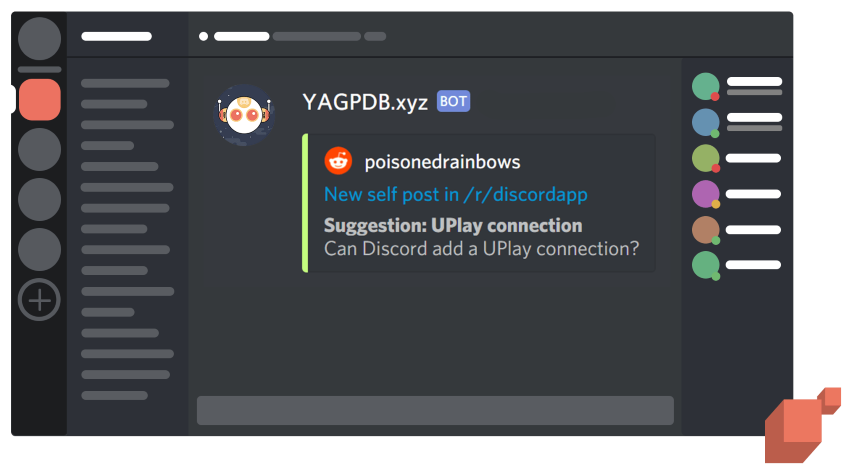 YAGPDB.xyz BOT
poisonedrainbows
New self post in /r/discordapp
Suggestion: UPlay connection
Can Discord add a UPlay connection?